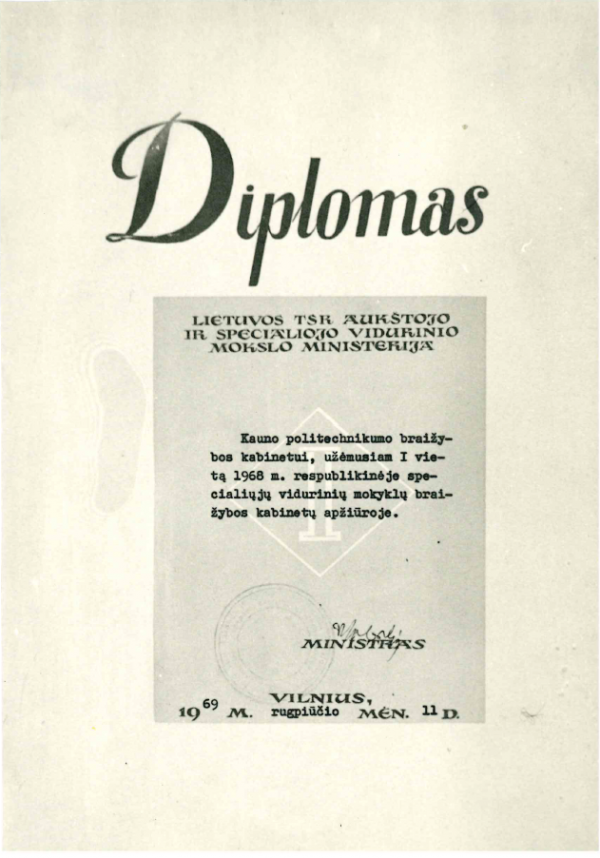 Diplomas
LIETUVOS TSR AUKŠTOJO
IR SPECIALIOJO VIDURINIO
MOKSLO MINISTERIJA
Kauno politechnikumo braižy-
bos kabinetui, užėmusiam I vie-
tą 1968 m. respublikinėje spe-
cialiųjų vidurinių mokyklų brai-
žybos kabinetų apžiūroje.
I
MINISTRAS
VILNIUS,
1969 M. rugpiūčio MĖN. 11 D.